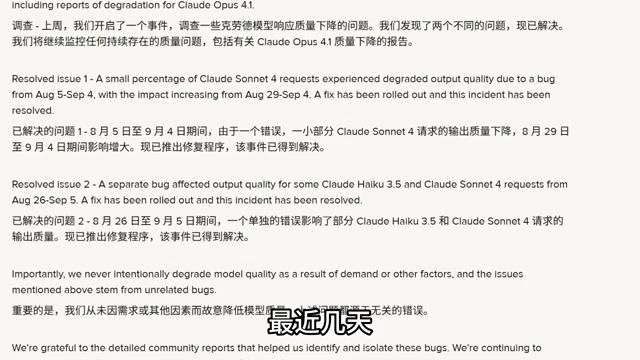 including reports of degradation for Claude Opus 4.1.
调查 - 上周，我们开启了一个事件，调查一些克劳德模型响应质量下降的问题。我们发现了两个不同的问题，现已解决。
我们将继续监控任何持续存在的质量问题，包括有关 Claude Opus 4.1 质量下降的报告。
Resolved issue 1 - A small percentage of Claude Sonnet 4 requests experienced degraded output quality due to a bug
from Aug 5-Sep 4, with the impact increasing from Aug 29-Sep 4. A fix has been rolled out and this incident has been
resolved.
已解决的问题 1 - 8 月 5 日至 9 月 4 日期间，由于一个错误，一小部分 Claude Sonnet 4 请求的输出质量下降，8 月 29 日
至 9 月 4 日期间影响增大。现已推出修复程序，该事件已得到解决。
Resolved issue 2 - A separate bug affected output quality for some Claude Haiku 3.5 and Claude Sonnet 4 requests from
Aug 26-Sep 5. A fix has been rolled out and this incident has been resolved.
已解决的问题 2 - 8 月 26 日至 9 月 5 日期间，一个单独的错误影响了部分 Claude Haiku 3.5 和 Claude Sonnet 4 请求的
输出质量。现已推出修复程序，该事件已得到解决。
Importantly, we never intentionally degrade model quality as a result of demand or other factors, and the issues
mentioned above stem from unrelated bugs.
重要的是，我们从未因需求或其他因素而故意降低模型质 无关的错误。
最近几天
We're grateful to the detailed community reports that helped us identify and isolate these bugs. We're continuing to